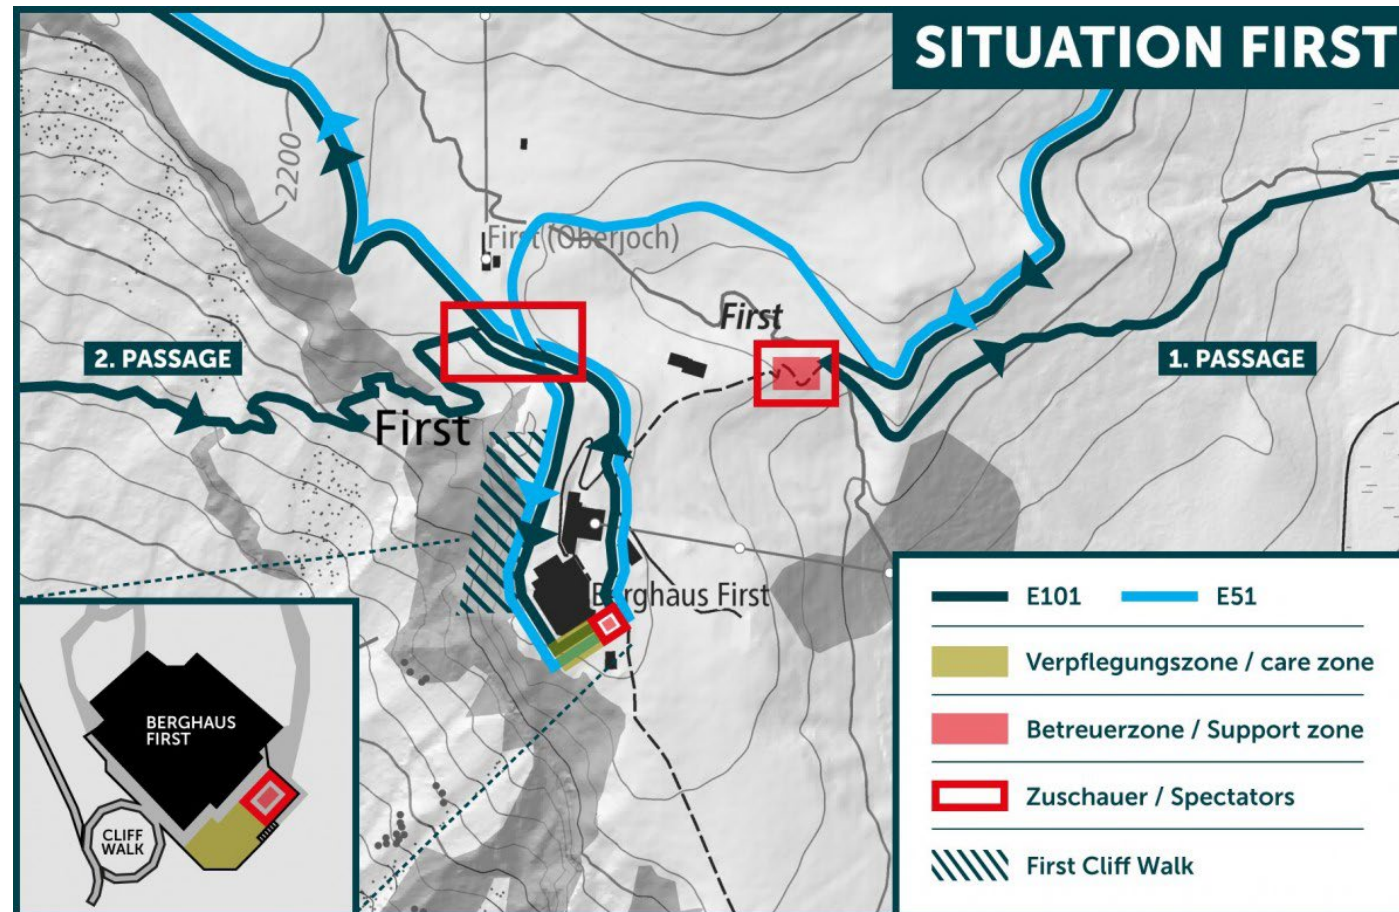 SITUATION FIRST
2200
First (Oberjoch)
First
2. PASSAGE
1. PASSAGE
First
Berghaus First
BERGHAUS
FIRST
CLIFF
WALK
E101
E51
Verpflegungszone / care zone
Betreuerzone / Support zone
Zuschauer / Spectators
First Cliff Walk